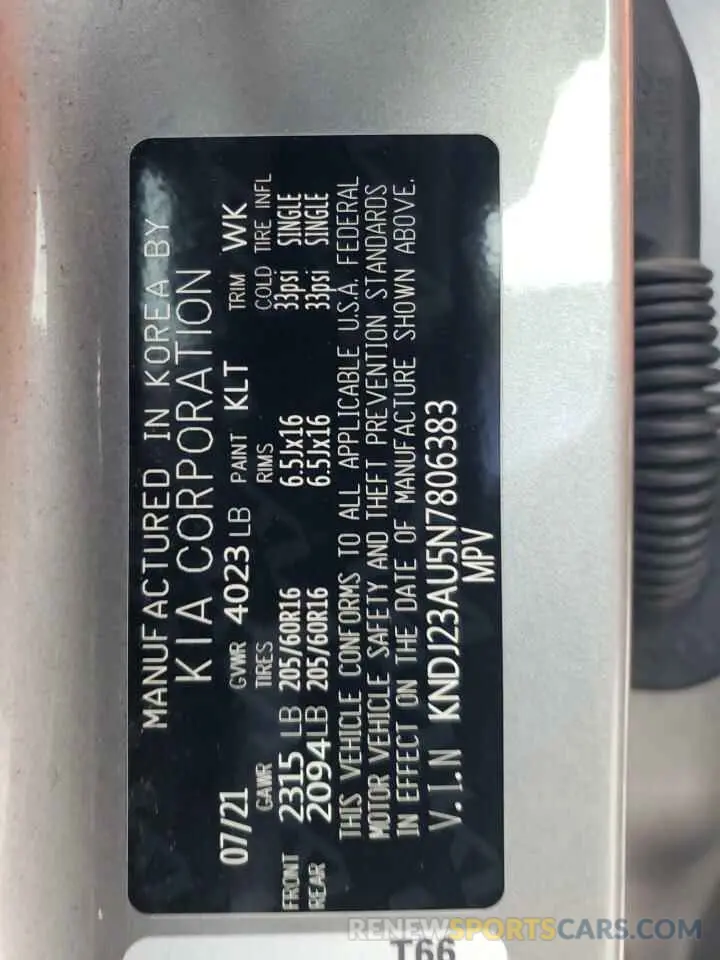 MANUFACTURED IN KOREA BY
KIA CORPORATION
07/21 GVWR 4023 LB PAINT KLT TRIM WK
GAWR TIRES RIMS COLD TIRE INFL
FRONT 2315 LB 205/60R16 6.5Jx16 33psi SINGLE
REAR 2094LB 205/60R16 6.5Jx16 33psi SINGLE
THIS VEHICLE CONFORMS TO ALL APPLICABLE U.S.A. FEDERAL
MOTOR VEHICLE SAFETY AND THEFT PREVENTION STANDARDS
IN EFFECT ON THE DATE OF MANUFACTURE SHOWN ABOVE.
V.I.N KNDJ23AU5N7806383
MPV
T66
RENEWSPORTSCARS.COM